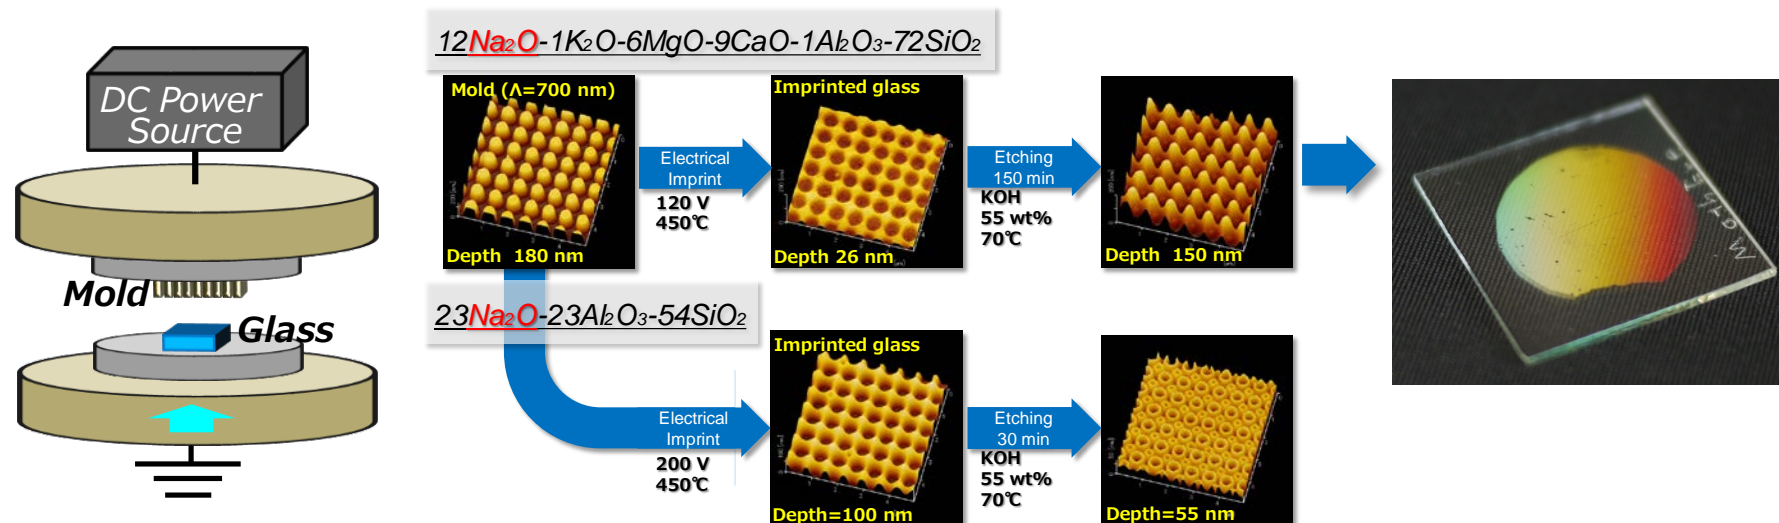 DC Power
Source
Mold
Glass
12Na₂O-1K₂O-6MgO-9CaO-1Al₂O₃-72SiO₂
Mold (Λ=700 nm)
Depth 180 nm
Electrical
Imprint
120 V
450℃
Imprinted glass
Depth 26 nm
Etching
150 min
KOH
55 wt%
70℃
Depth 150 nm
23Na₂O-23Al₂O₃-54SiO₂
Electrical
Imprint
200 V
450℃
Imprinted glass
Depth=100 nm
Etching
30 min
KOH
55 wt%
70℃
Depth=55 nm